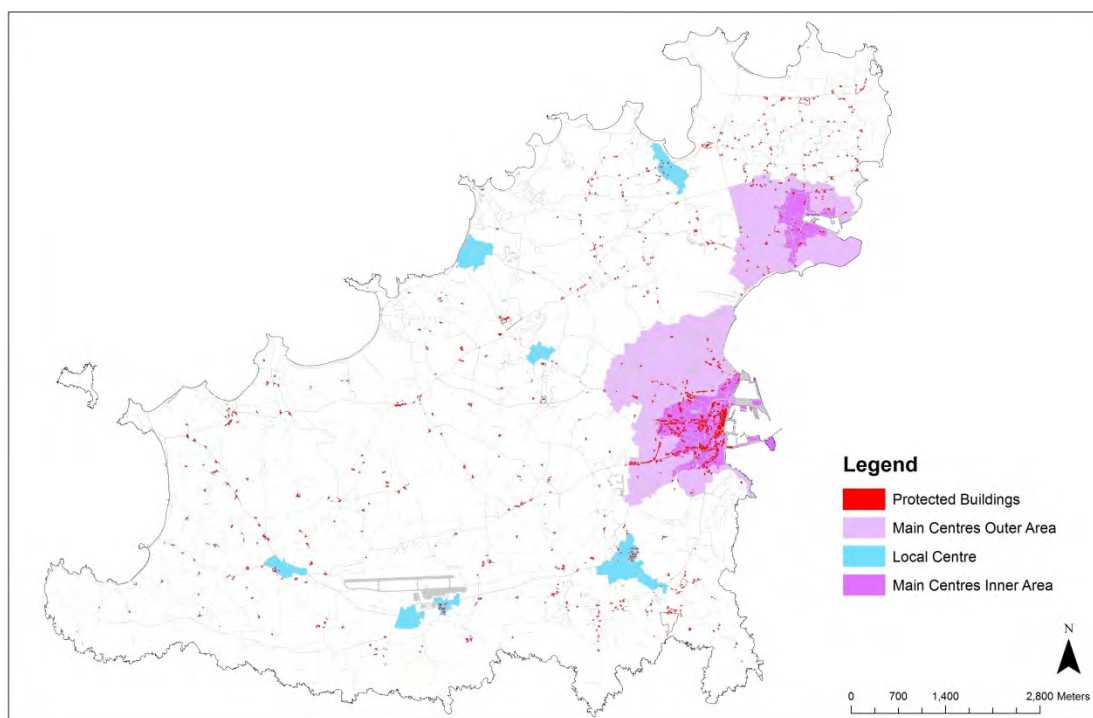 Legend
Protected Buildings
Main Centres Outer Area
Local Centre
Main Centres Inner Area
N
0 700 1,400 2,800 Meters